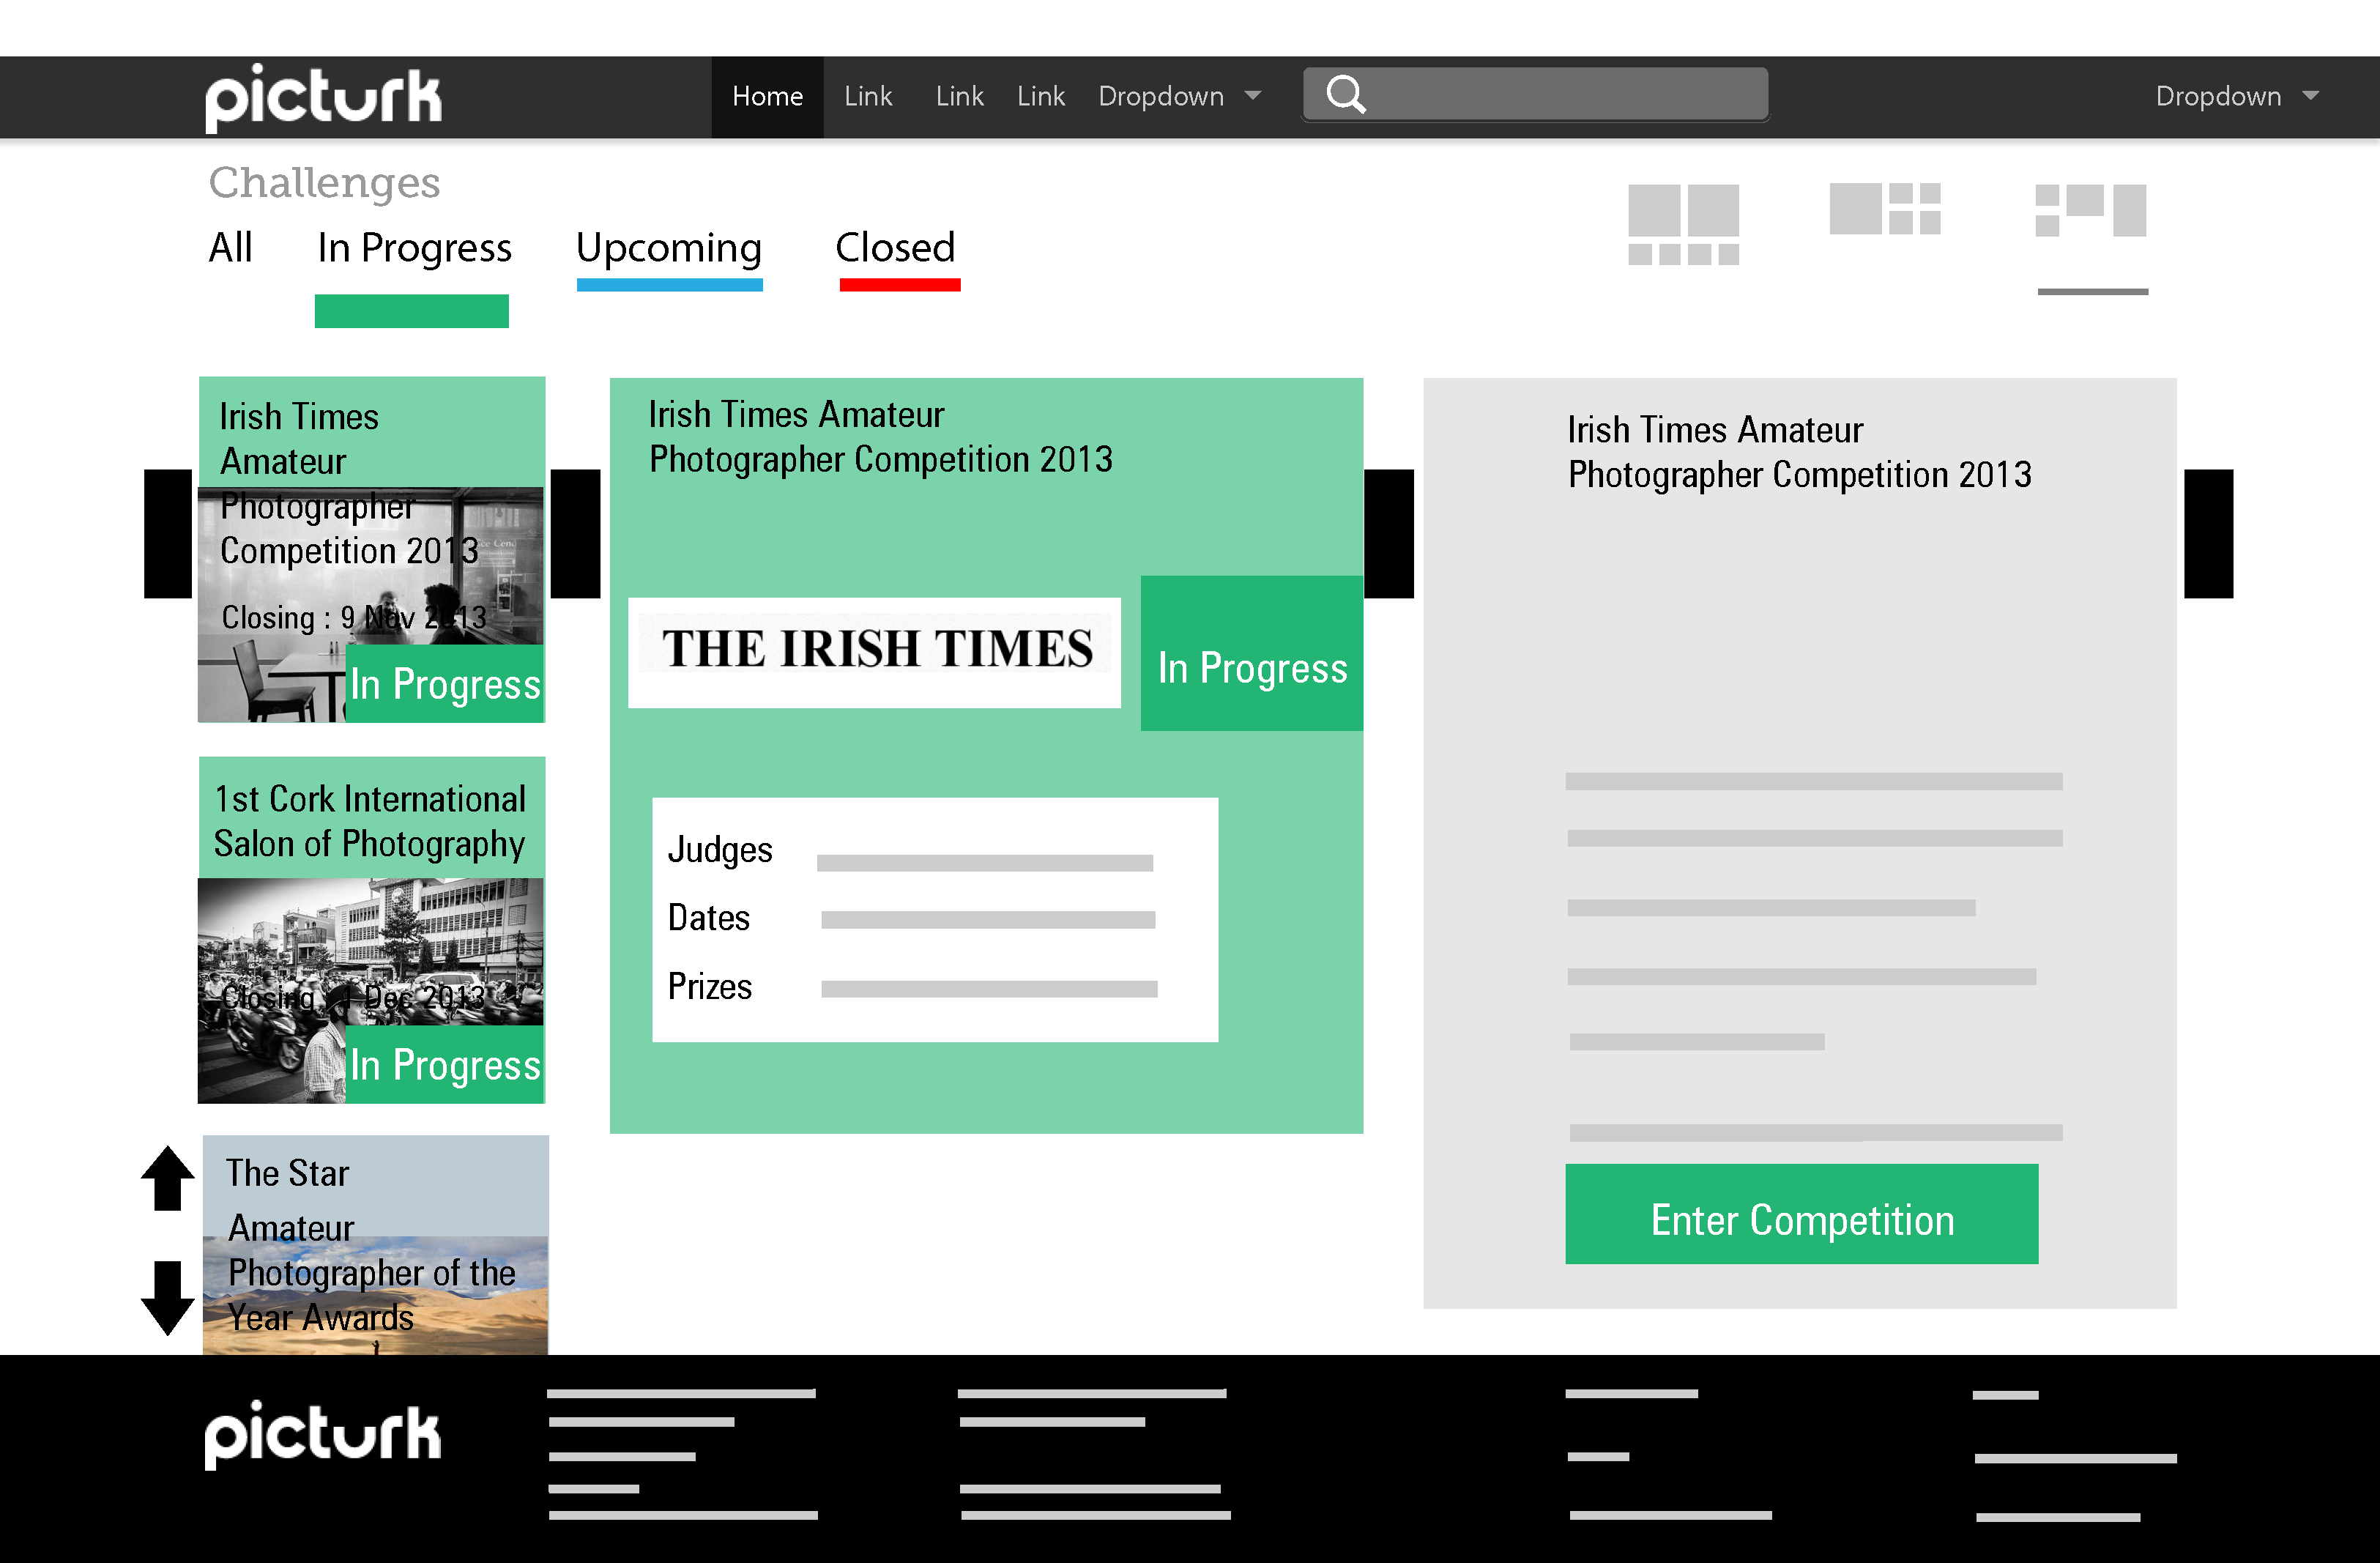 picturk
Home Link Link Link Dropdown
Dropdown
Challenges
All In Progress Upcoming Closed
Irish Times
Amateur
Photographer
Competition 2013
Closing : 9 Nov 2013
In Progress
1st Cork International
Salon of Photography
Closing : 1 Dec 2013
In Progress
The Star
Amateur
Photographer of the
Year Awards
Irish Times Amateur
Photographer Competition 2013
THE IRISH TIMES
In Progress
Judges
Dates
Prizes
Irish Times Amateur
Photographer Competition 2013
Enter Competition
picturk